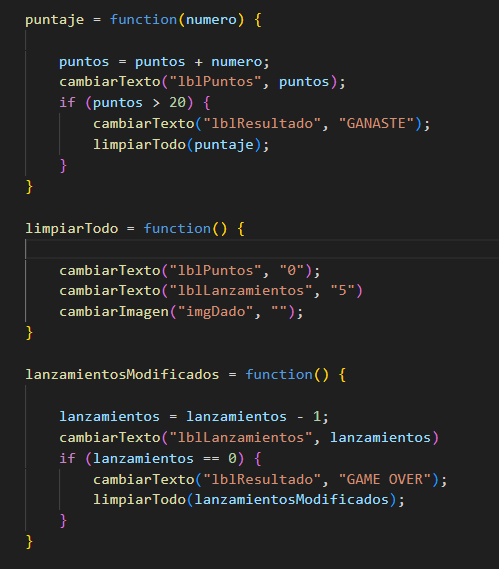 puntaje = function(numero) {
puntos = puntos + numero;
cambiarTexto("lblPuntos", puntos);
if (puntos > 20) {
cambiarTexto("lblResultado", "GANASTE");
limpiarTodo(puntaje);
}
}
limpiarTodo = function() {
cambiarTexto("lblPuntos", "0");
cambiarTexto("lblLanzamientos", "5")
cambiarImagen("imgDado", "");
}
lanzamientosModificados = function() {
lanzamientos = lanzamientos - 1;
cambiarTexto("lblLanzamientos", lanzamientos)
if (lanzamientos == 0) {
cambiarTexto("lblResultado", "GAME OVER");
limpiarTodo(lanzamientosModificados);
}
}